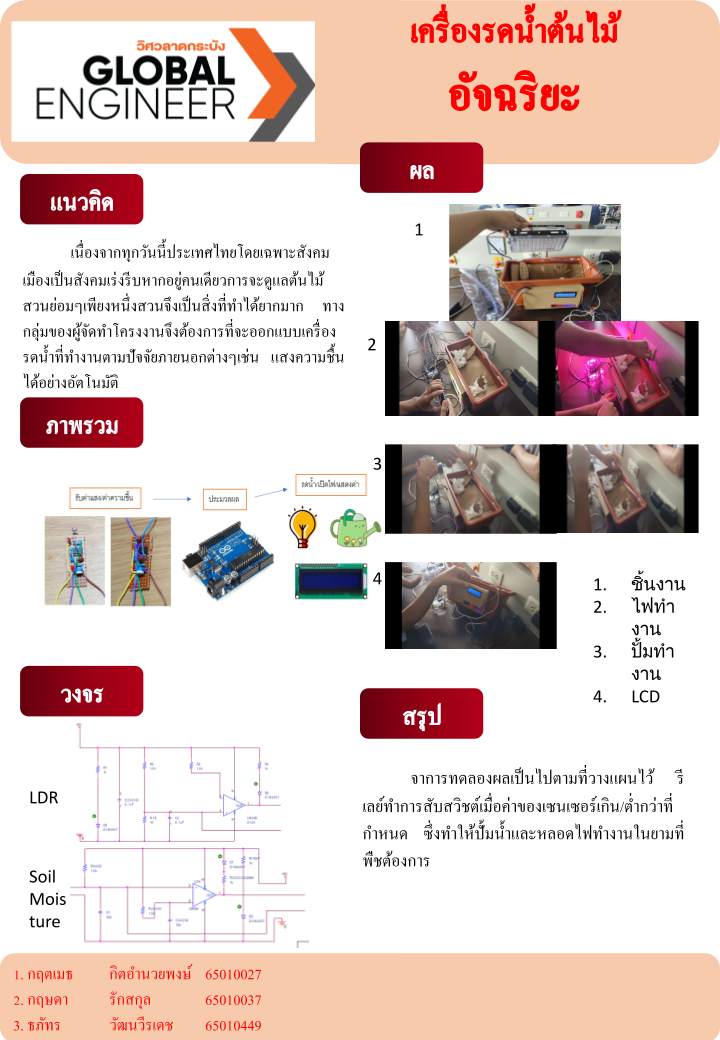 วิศวลาดกระบัง
GLOBAL
ENGINEER
เครื่องรดน้ำต้นไม้
อัจฉริยะ
แนวคิด
เนื่องจากทุกวันนี้ประเทศไทยโดยเฉพาะสังคม
เมืองเป็นสังคมเร่งรีบหากอยู่คนเดียวการจะดูแลต้นไม้
สวนย่อมๆเพียงหนึ่งสวนจึงเป็นสิ่งที่ทำได้ยากมาก ทาง
กลุ่มของผู้จัดทำโครงงานจึงต้องการที่จะออกแบบเครื่อง
รดน้ำที่ทำงานตามปัจจัยภายนอกต่างๆเช่น แสงความชื้น
ได้อย่างอัตโนมัติ
ภาพรวม
รับค่าแสง/ค่าความชื้น
ประมวลผล
รดน้ำ/เปิดไฟ/แสดงค่า
วงจร
LDR
Soil
Mois
ture
ผล
1
2
3
4
1. ชิ้นงาน
2. ไฟทำ
งาน
3. ปั้มทำ
งาน
4. LCD
สรุป
จาการทดลองผลเป็นไปตามที่วางแผนไว้ รี
เลย์ทำการสับสวิชต์เมื่อค่าของเซนเซอร์เกิน/ต่ำกว่าที่
กำหนด ซึ่งทำให้ปั้มน้ำและหลอดไฟทำงานในยามที่
พืชต้องการ
1. กฤตเมธ กิตอำนวยพงษ์ 65010027
2. กฤษดา รักสกุล 65010037
3. ธภัทร วัฒนวีรเดช 65010449